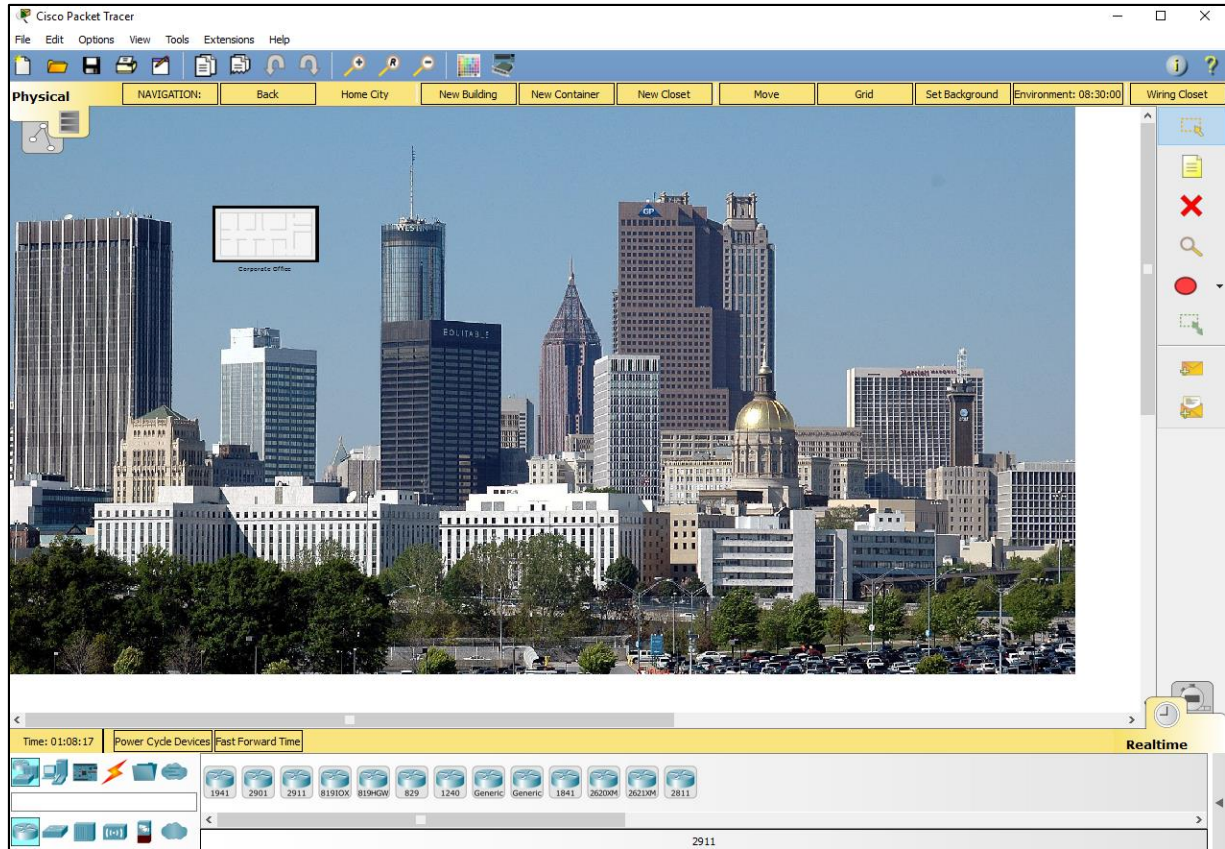 Cisco Packet Tracer
File Edit Options View Tools Extensions Help
Physical NAVIGATION: Back Home City New Building New Container New Closet Move Grid Set Background Environment: 08:30:00 Wiring Closet
GP
WEST
Corporate Office
EQUITABLE
Marriott MARQUIS
Time: 01:08:17 Power Cycle Devices Fast Forward Time Realtime
1941 2901 2911 819IOX 819HGW 829 1240 Generic Generic 1841 2620XM 2621XM 2811
2911